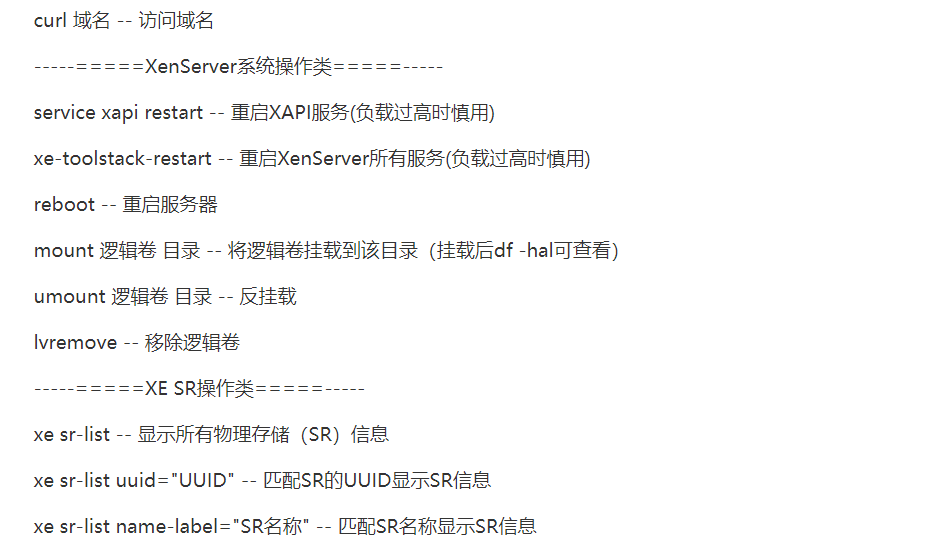 curl 域名 -- 访问域名
-----=====XenServer系统操作类=====-----
service xapi restart -- 重启XAPI服务(负载过高时慎用)
xe-toolstack-restart -- 重启XenServer所有服务(负载过高时慎用)
reboot -- 重启服务器
mount 逻辑卷 目录 -- 将逻辑卷挂载到该目录（挂载后df -hal可查看）
umount 逻辑卷 目录 -- 反挂载
lvremove -- 移除逻辑卷
-----=====XE SR操作类=====-----
xe sr-list -- 显示所有物理存储（SR）信息
xe sr-list uuid="UUID" -- 匹配SR的UUID显示SR信息
xe sr-list name-label="SR名称" -- 匹配SR名称显示SR信息